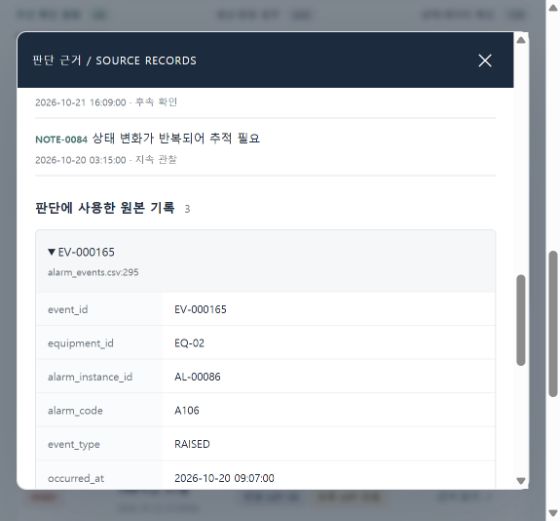 판단 근거 / SOURCE RECORDS
2026-10-21 16:09:00 · 후속 확인
NOTE-0084 상태 변화가 반복되어 추적 필요
2026-10-20 03:15:00 · 지속 관찰
판단에 사용한 원본 기록 3
▼ EV-000165
alarm_events.csv:295
event_id EV-000165
equipment_id EQ-02
alarm_instance_id AL-00086
alarm_code A106
event_type RAISED
occurred_at 2026-10-20 09:07:00